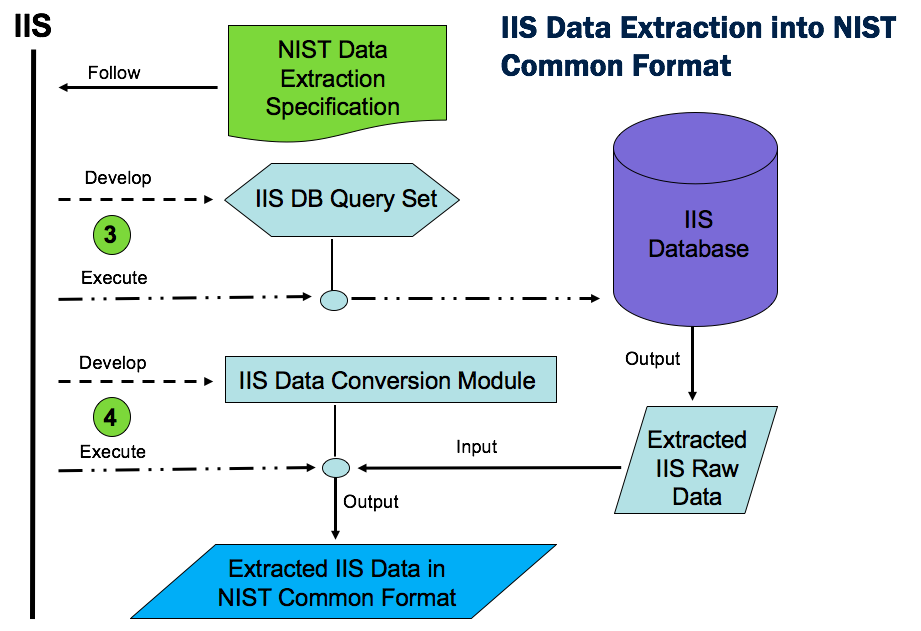 IIS
IIS Data Extraction into NIST
Common Format
NIST Data
Extraction
Specification
Follow
Develop
IIS DB Query Set
3
IIS
Database
Execute
Develop
IIS Data Conversion Module
Output
4
Execute
Input
Extracted
IIS Raw
Data
Output
Extracted IIS Data in
NIST Common Format